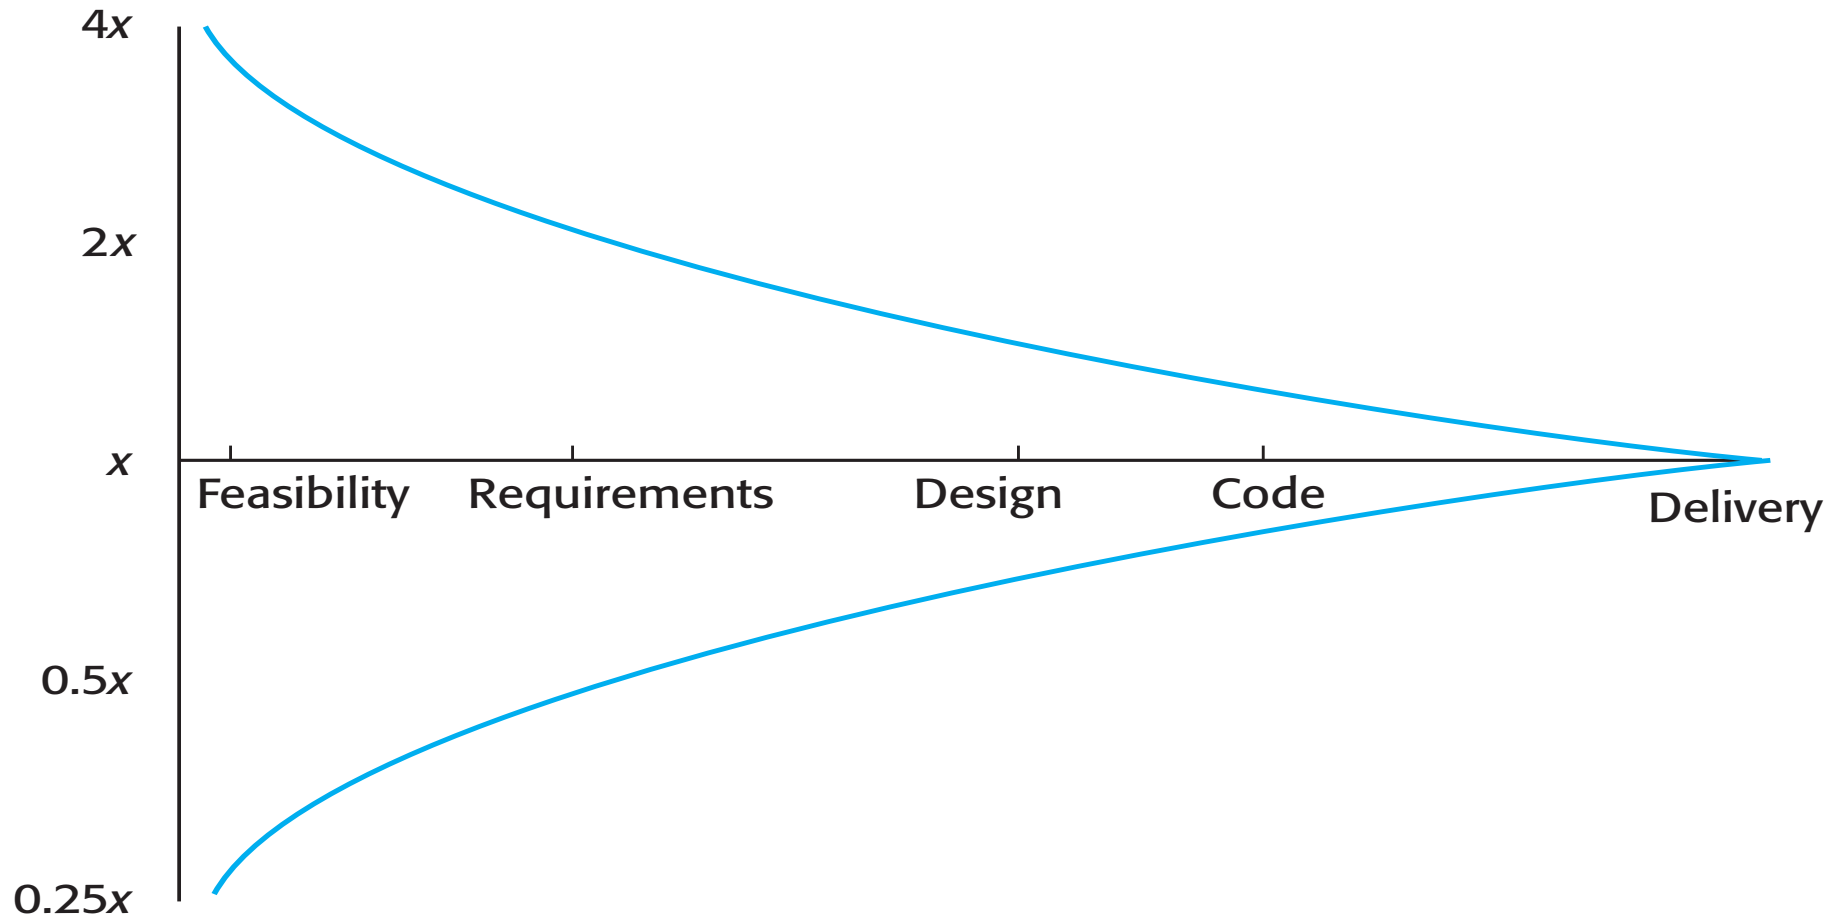 4x
2x
x
Feasibility Requirements Design Code Delivery
0.5x
0.25x